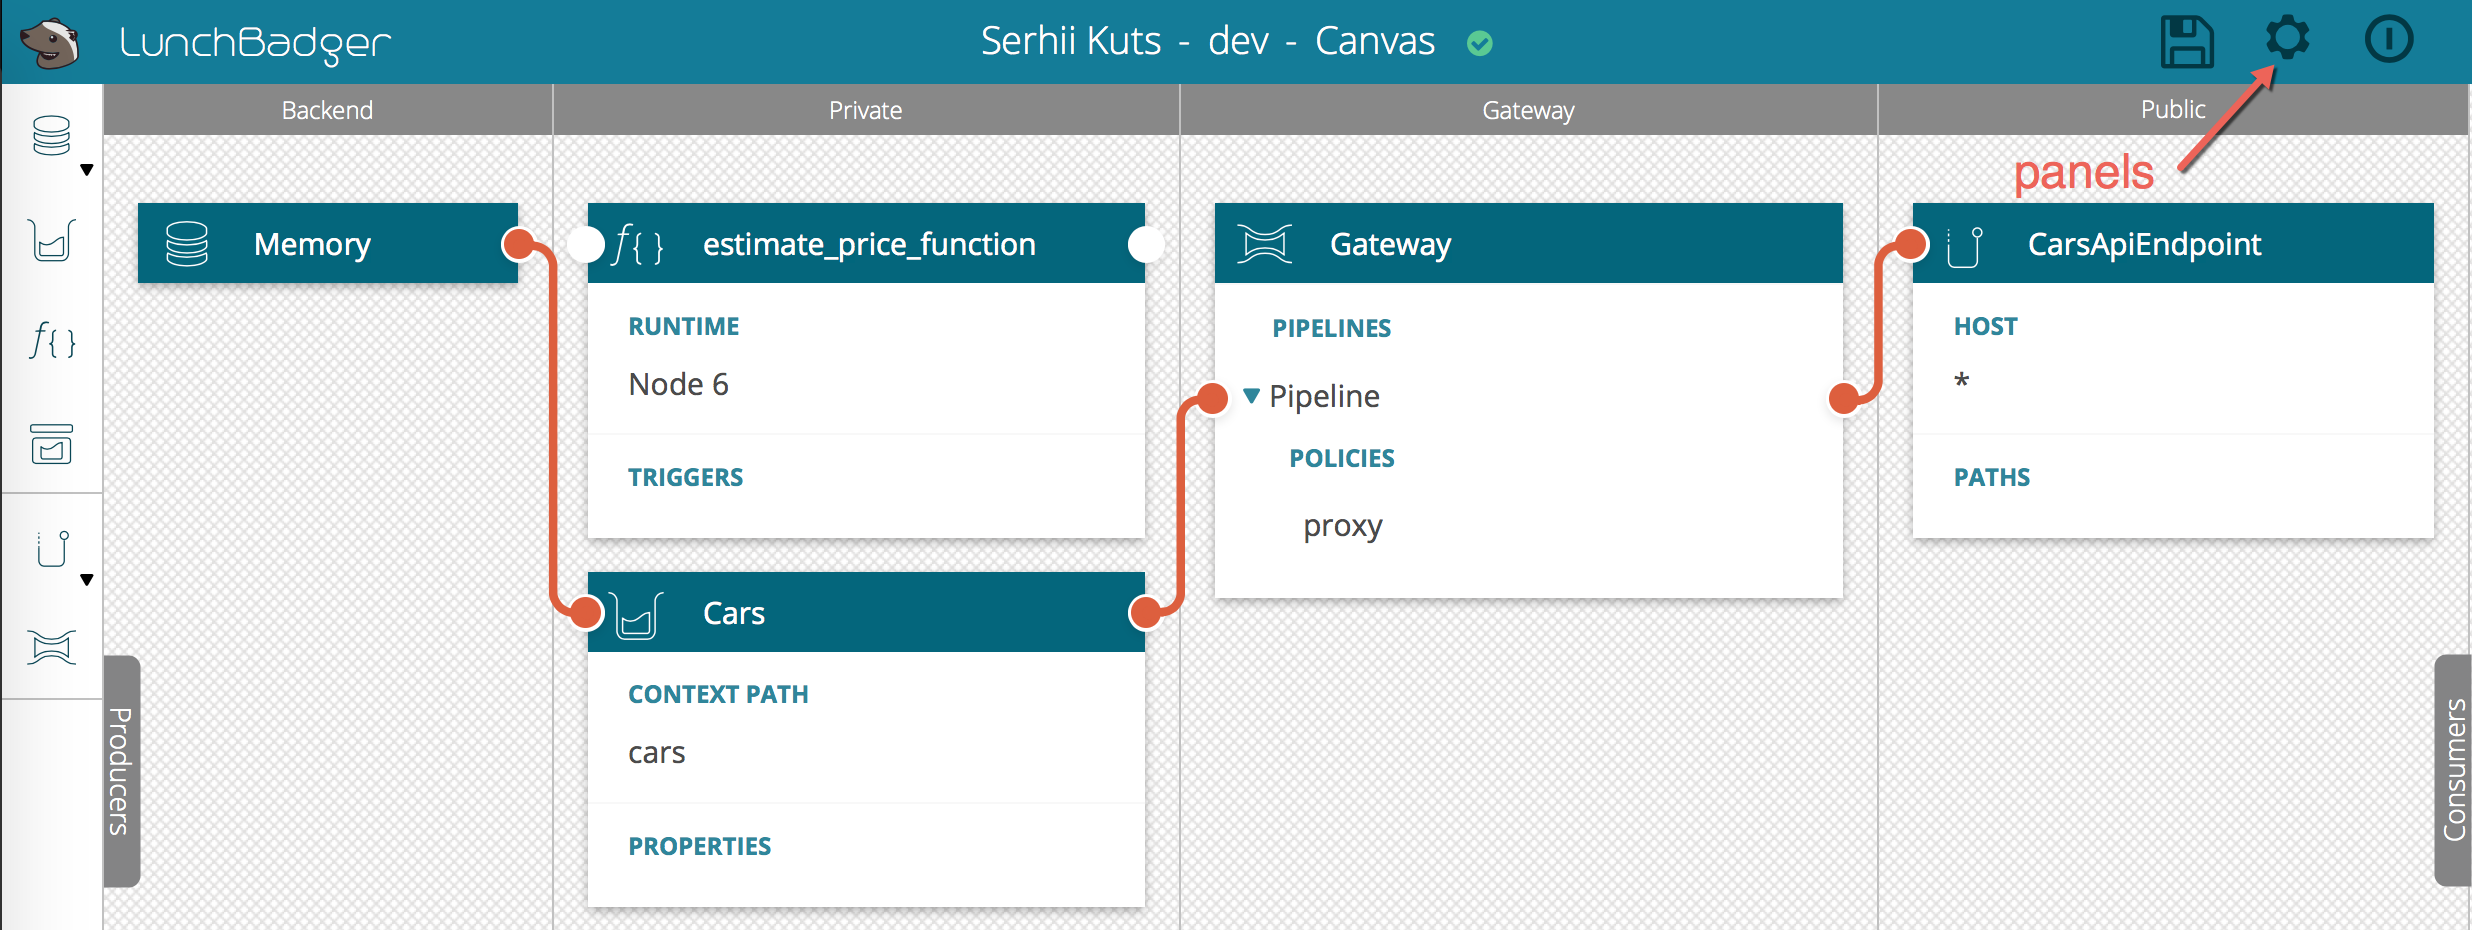 LunchBadger
Serhii Kuts - dev - Canvas
Backend
Private
Gateway
Public
panels
Memory
f{} estimate_price_function
Gateway
CarsApiEndpoint
RUNTIME
Node 6
TRIGGERS
PIPELINES
Pipeline
POLICIES
proxy
HOST
*
PATHS
f{}
Cars
CONTEXT PATH
cars
PROPERTIES
Producers
Consumers